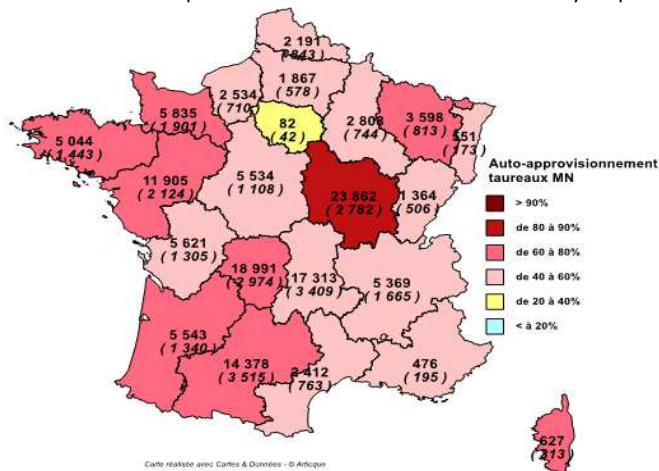 2 191
( 843 )
1 867
( 578 )
2 534
( 710
5 835
( 1 901 )
82
( 42 )
2 808
( 744 )
3 598
( 813 )
551
( 173 )
5 044
( 1 443 )
11 905
( 2 124 )
5 534
( 1 108 )
23 862
( 2 782 )
1 364
( 506 )
5 621
( 1 305 )
18 991
( 2 974 )
17 313
( 3 409 )
5 369
( 1 665 )
5 543
( 1 340 )
14 378
( 3 515 )
2 412
( 763 )
476
( 195 )
627
( 213 )
Auto-approvisionnement
taureaux MN
> 90%
de 80 à 90%
de 60 à 80%
de 40 à 60%
de 20 à 40%
< à 20%
Carte réalisée avec Cartes & Données - © Articque